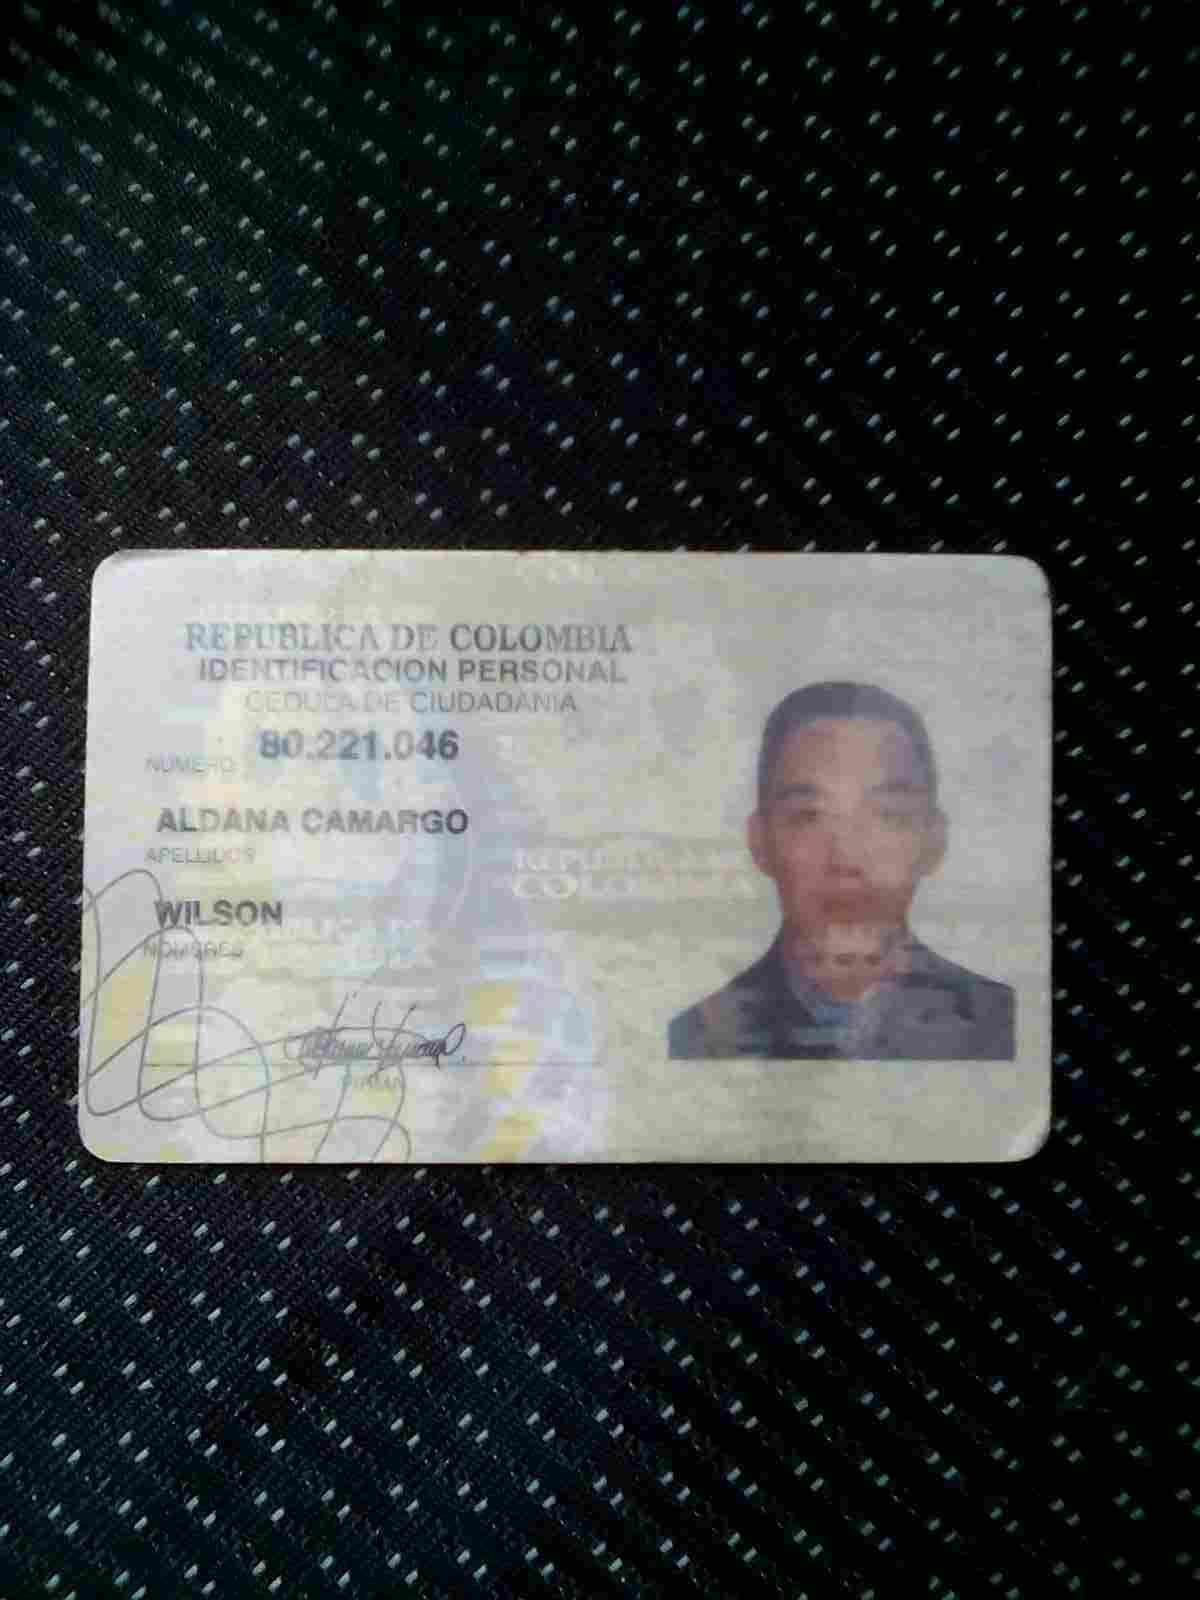 REPUBLICA DE COLOMBIA
IDENTIFICACION PERSONAL
CEDULA DE CIUDADANIA
NUMERO 80.221.046
ALDANA CAMARGO
APELLIDOS
WILSON
NOMBRES
FIRMA
REPUBLICA DE
COLOMBIA